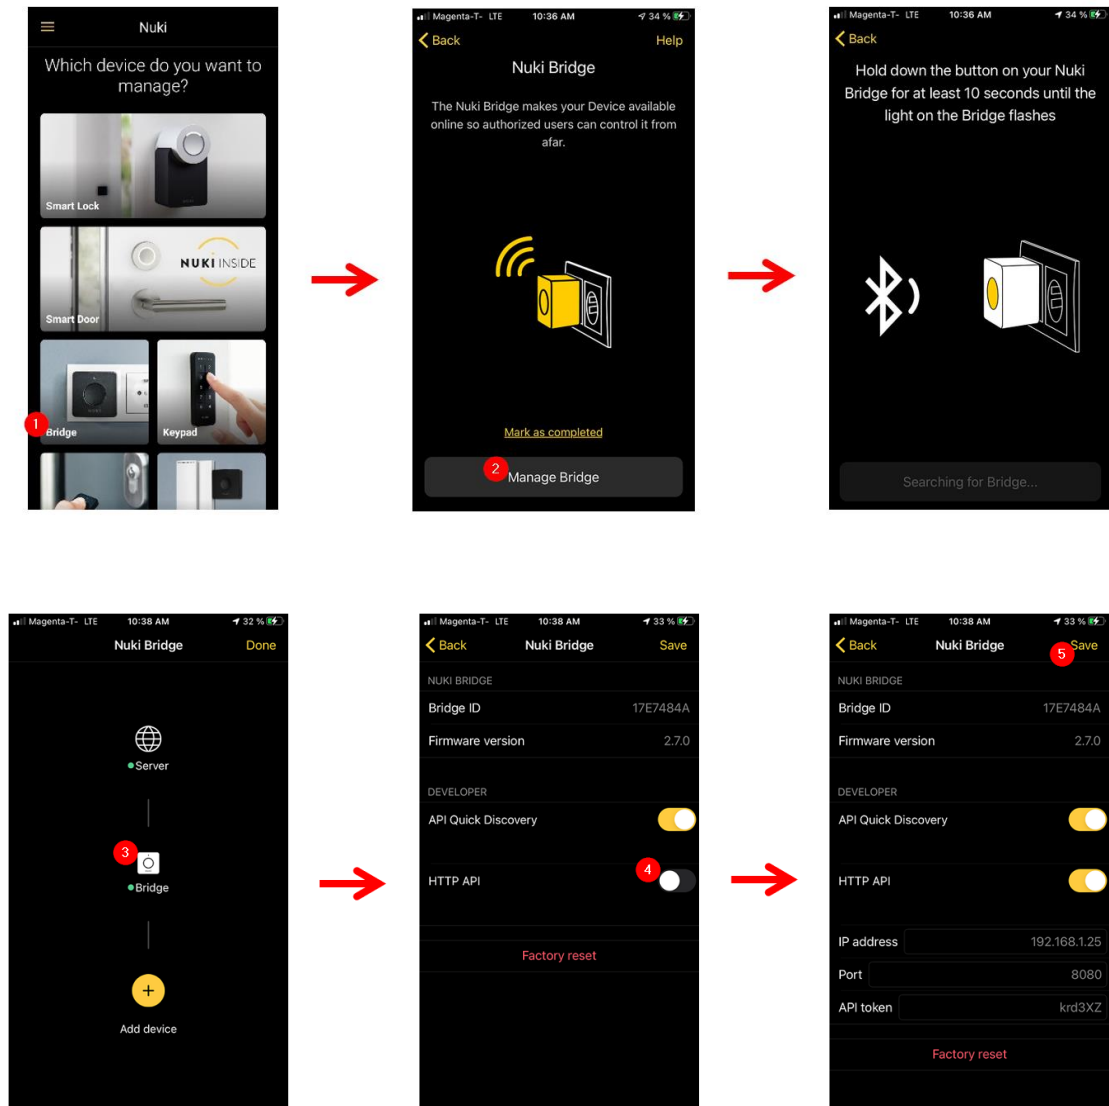 Nuki
Which device do you want to
manage?
Smart Lock
NUKI INSIDE
Smart Door
1
Bridge
Keypad
Magenta-T- LTE 10:36 AM 34 %
Back Help
Nuki Bridge
The Nuki Bridge makes your Device available
online so authorized users can control it from
afar.
Mark as completed
2
Manage Bridge
Magenta-T- LTE 10:36 AM 34 %
Back
Hold down the button on your Nuki
Bridge for at least 10 seconds until the
light on the Bridge flashes
Searching for Bridge...
Magenta-T- LTE 10:38 AM 32 %
Nuki Bridge Done
Server
3
Bridge
+
Add device
Magenta-T- LTE 10:38 AM 33 %
Back Nuki Bridge Save
NUKI BRIDGE
Bridge ID 17E7484A
Firmware version 2.7.0
DEVELOPER
API Quick Discovery
4
HTTP API
Factory reset
Magenta-T- LTE 10:38 AM 33 %
Back Nuki Bridge 5 Save
NUKI BRIDGE
Bridge ID 17E7484A
Firmware version 2.7.0
DEVELOPER
API Quick Discovery
HTTP API
IP address 192.168.1.25
Port 8080
API token krd3XZ
Factory reset